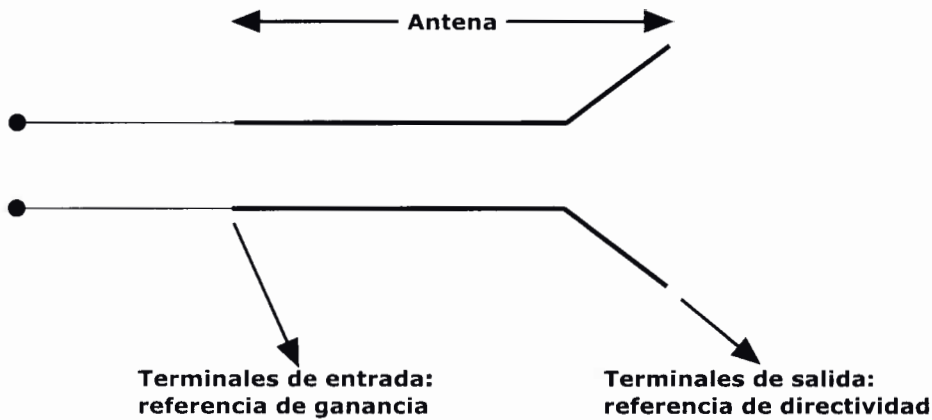 Antena
Terminales de entrada:
referencia de ganancia
Terminales de salida:
referencia de directividad